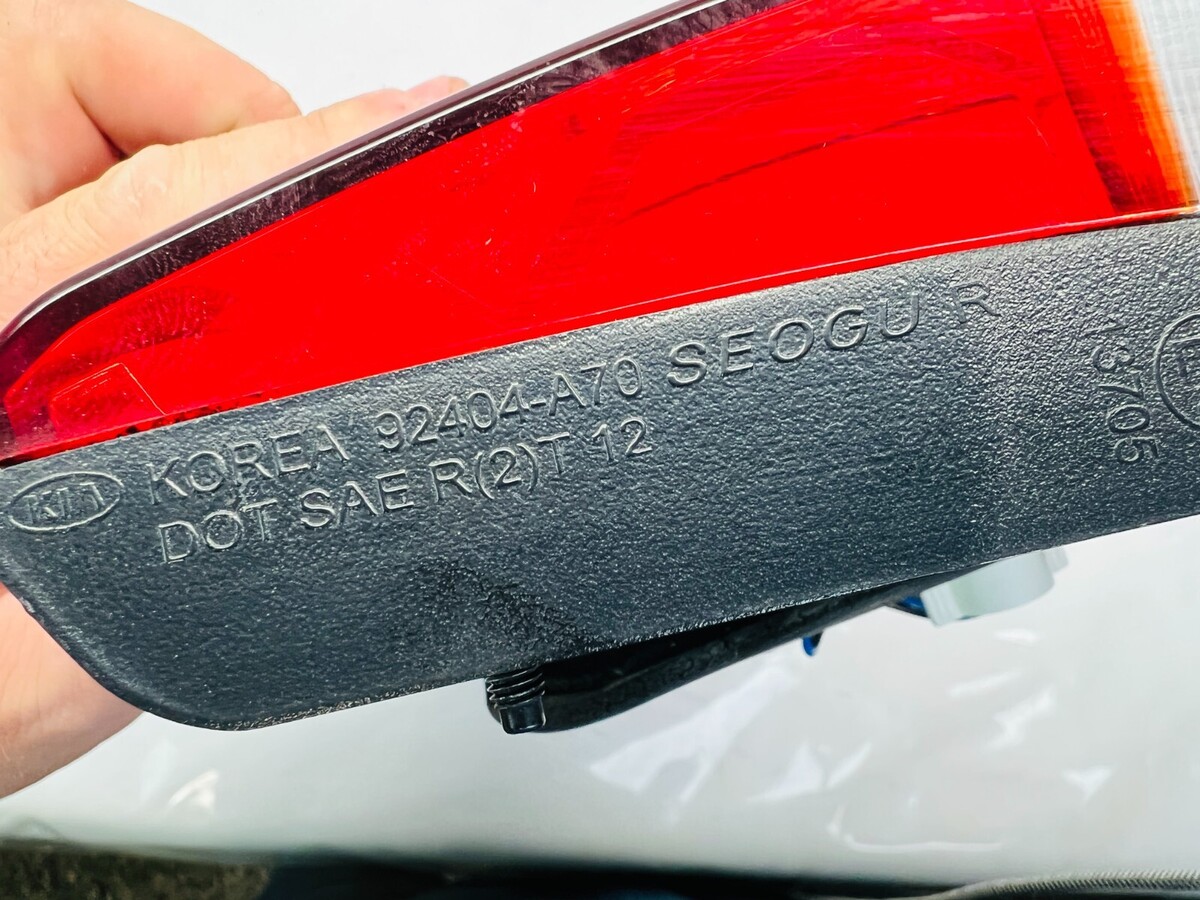 KIA
KOREA 92404-A70 SEOGU R
DOT SAE R(2)T 12
13705